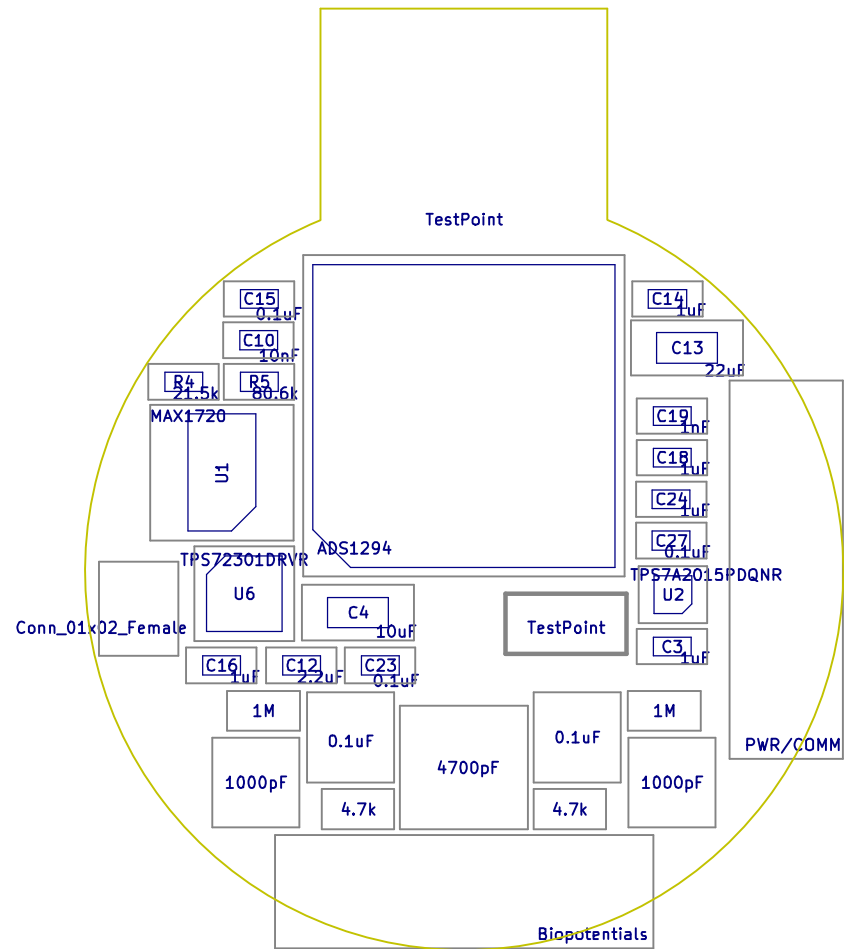 TestPoint
C15
0.1uF
C14
1uF
C10
10nF
C13
22uF
R4
21.5k
R5
80.6k
MAX1720
C19
1nF
U1
C18
1uF
C24
1uF
C27
0.1uF
ADS1294
TPS72301DRVR
TPS7A2015PDQNR
U6
U2
C4
10uF
TestPoint
Conn_01x02_Female
C3
1uF
C16
1uF
C12
2.2uF
C23
0.1uF
1M
1M
0.1uF
0.1uF
PWR/COMM
4700pF
1000pF
1000pF
4.7k
4.7k
Biopotentials